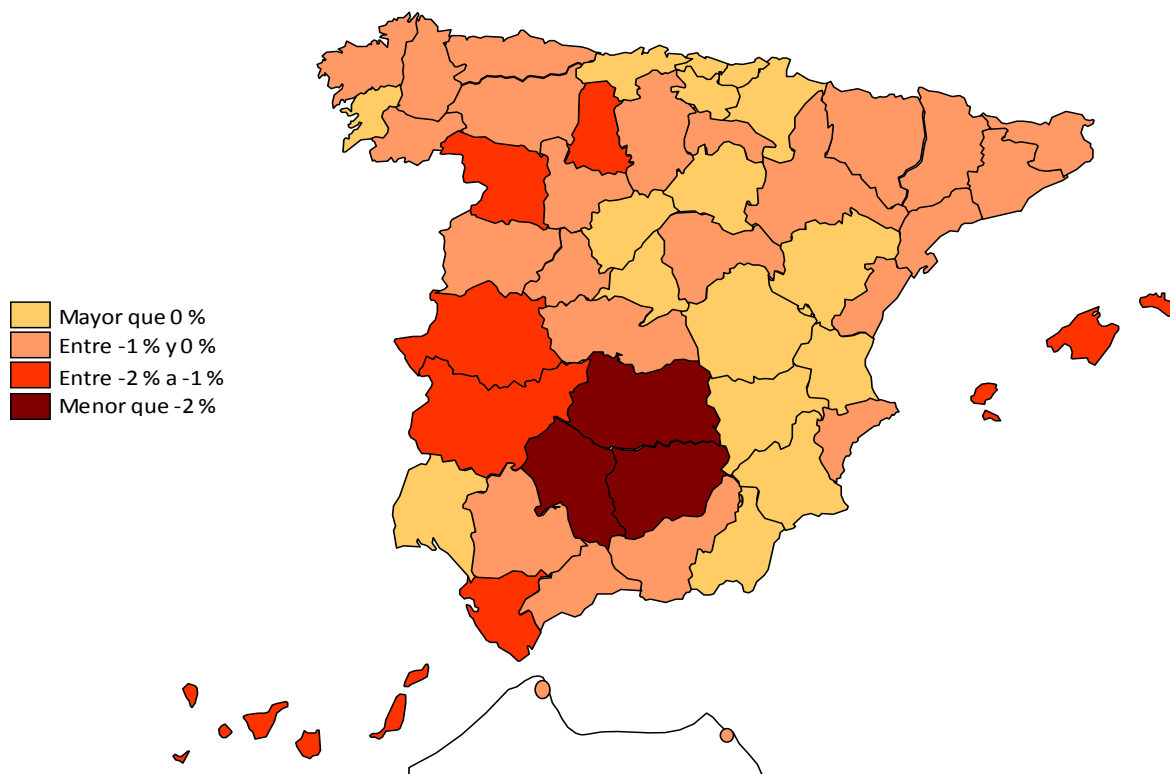 Mayor que 0 %
Entre -1 % y 0 %
Entre -2 % a -1 %
Menor que -2 %